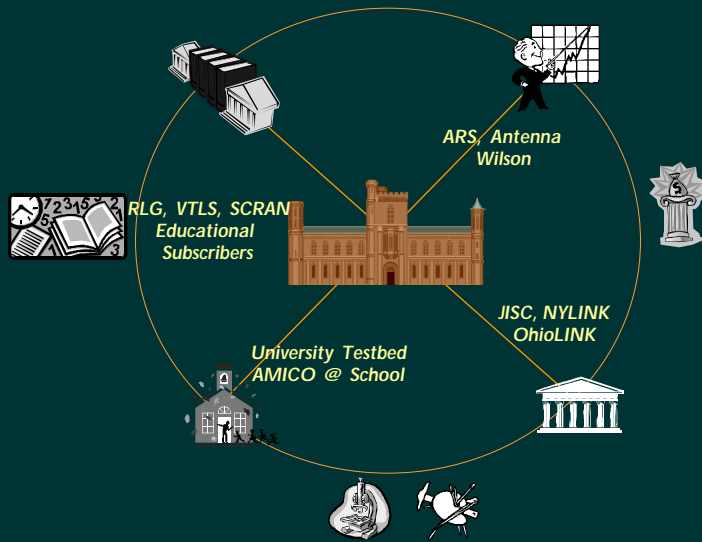 ARS, Antenna
Wilson
RLG, VTLS, SCRAN
Educational
Subscribers
JISC, NYLINK
OhioLINK
University Testbed
AMICO @ School